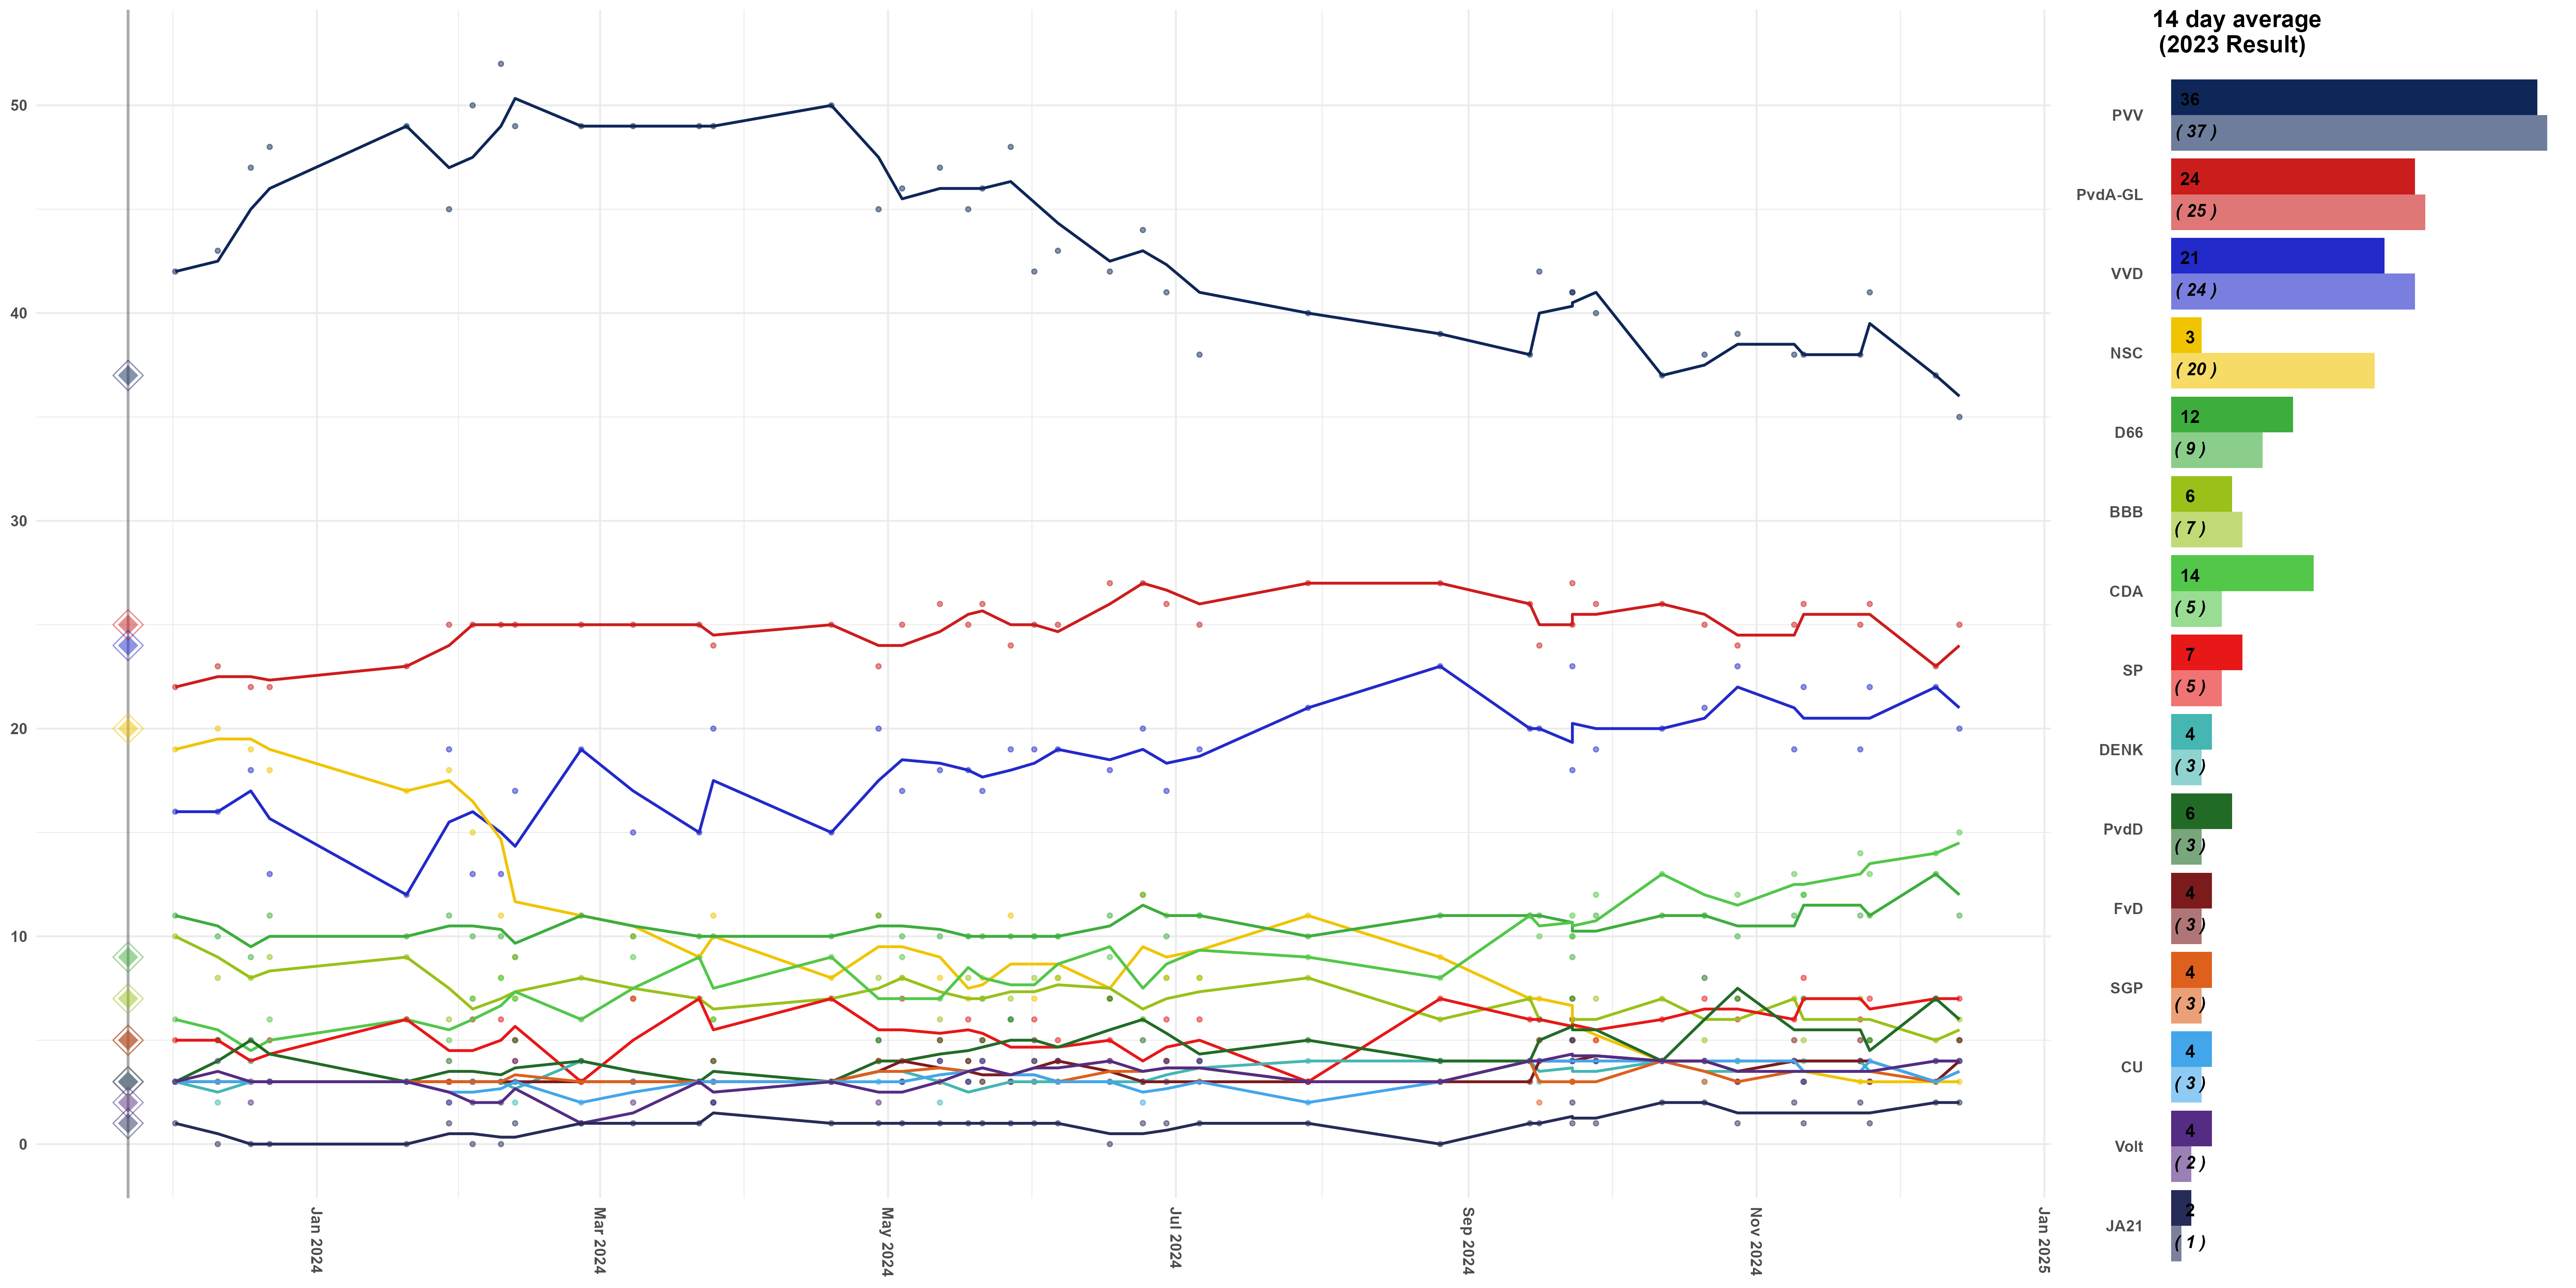 14 day average
(2023 Result)
50
40
30
20
10
0
Jan 2024
Mar 2024
May 2024
Jul 2024
Sep 2024
Nov 2024
Jan 2025
PVV
36
( 37 )
PvdA-GL
24
( 25 )
VVD
21
( 24 )
NSC
3
( 20 )
D66
12
( 9 )
BBB
6
( 7 )
CDA
14
( 5 )
SP
7
( 5 )
DENK
4
( 3 )
PvdD
6
( 3 )
FvD
4
( 3 )
SGP
4
( 3 )
CU
4
( 3 )
Volt
4
( 2 )
JA21
2
( 1 )